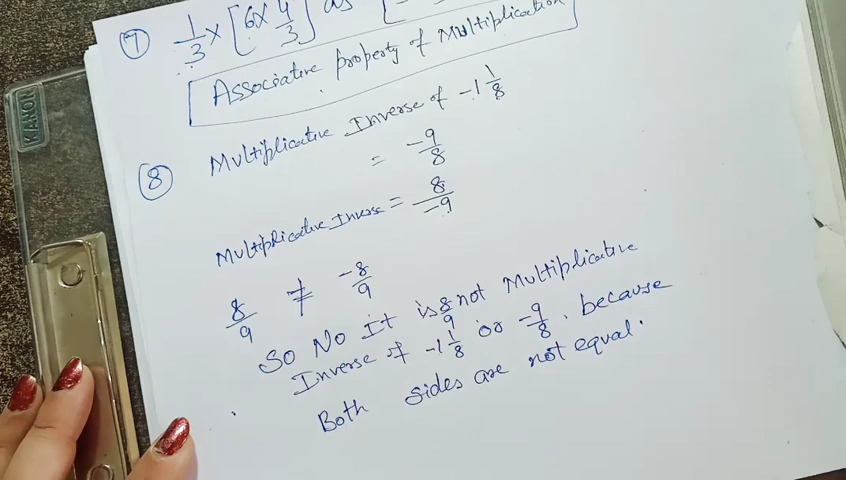 7 1/3 × [6 × 4/3] as [
Associative property of Multiplication
KANON
8 Multiplicative Inverse of -1 1/8
= -9/8
Multiplicative Inverse = 8/-9
8/9 ≠ -8/9
So No It is 8/9 not Multiplicative
Inverse of -1 1/8 or -9/8. because
Both sides are not equal.